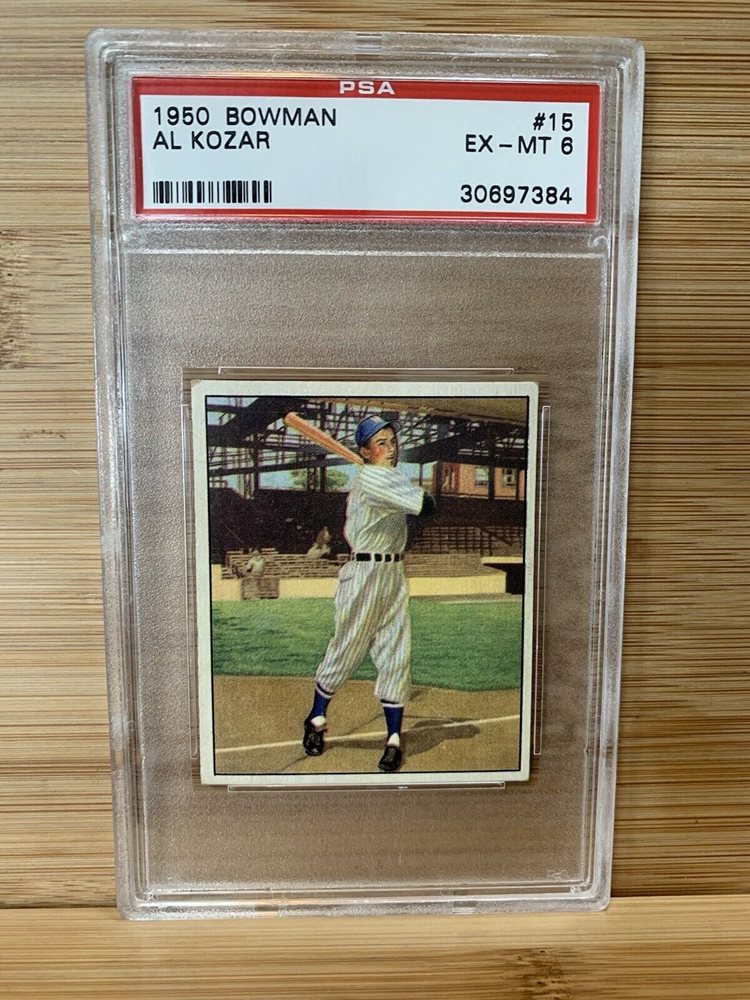 PSA
1950 BOWMAN #15
AL KOZAR EX-MT 6
30697384